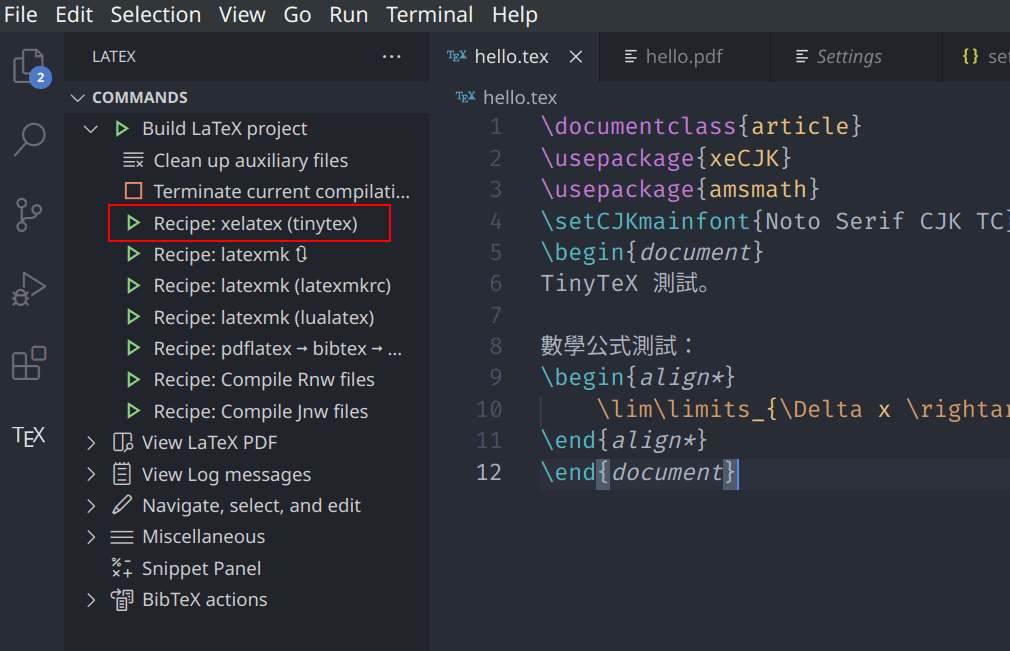 File Edit Selection View Go Run Terminal Help
2
LATEX ···
COMMANDS
Build LaTeX project
Clean up auxiliary files
Terminate current compilati...
Recipe: xelatex (tinytex)
Recipe: latexmk 🔃
Recipe: latexmk (latexmkrc)
Recipe: latexmk (lualatex)
Recipe: pdflatex → bibtex → ...
Recipe: Compile Rnw files
Recipe: Compile Jnw files
View LaTeX PDF
View Log messages
Navigate, select, and edit
Miscellaneous
Snippet Panel
BibTeX actions
TEX
TEX hello.tex hello.pdf Settings {} se
TEX hello.tex
1 \documentclass{article}
2 \usepackage{xeCJK}
3 \usepackage{amsmath}
4 \setCJKmainfont{Noto Serif CJK TC}
5 \begin{document}
6 TinyTeX 測試。
7
8 數學公式測試：
9 \begin{align*}
10 \lim\limits_{\Delta x \rightar
11 \end{align*}
12 \end{document}